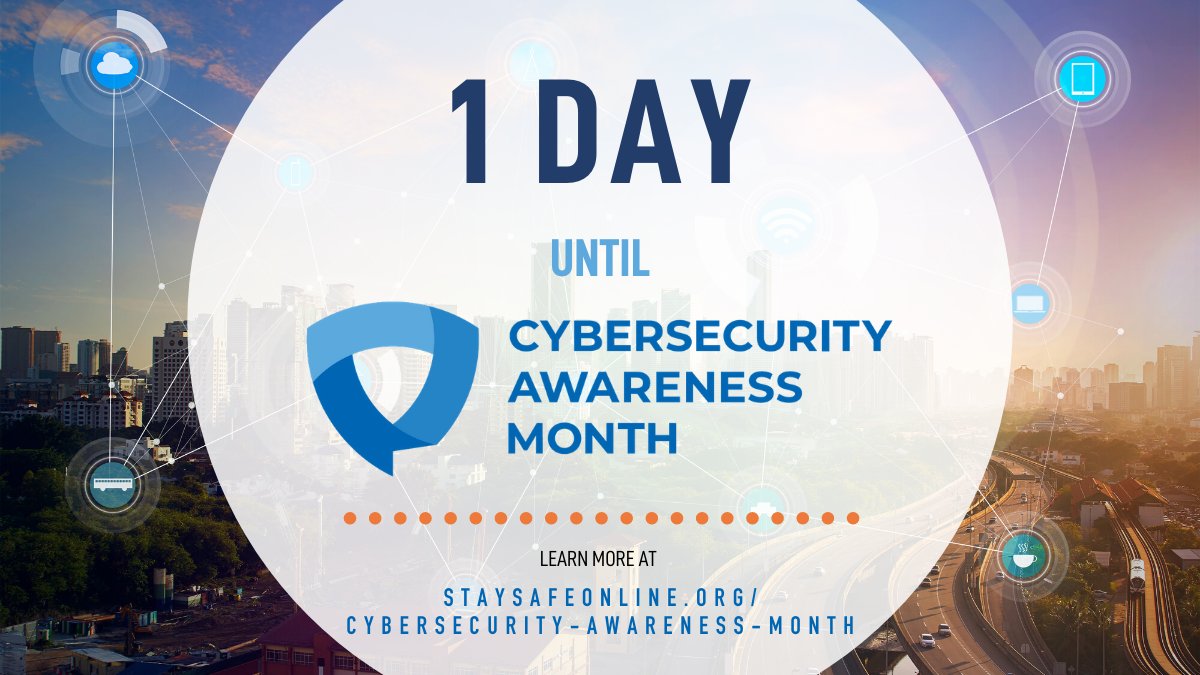 1 DAY
UNTIL
CYBERSECURITY
AWARENESS
MONTH
LEARN MORE AT
STAYSAFEONLINE.ORG/
CYBERSECURITY-AWARENESS-MONTH